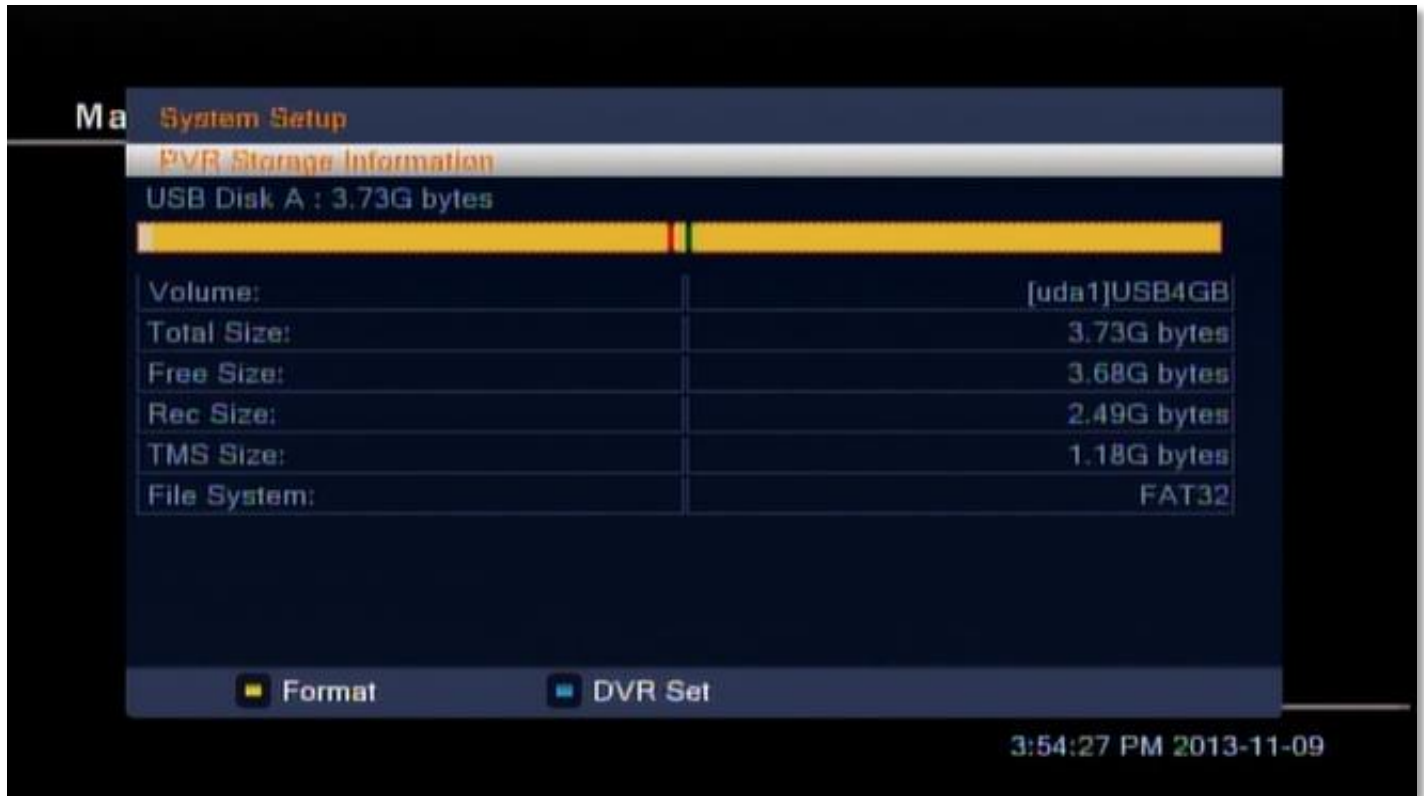 Ma
System Setup
PVR Storage Information
USB Disk A : 3.73G bytes
Volume: [uda1]USB4GB
Total Size: 3.73G bytes
Free Size: 3.68G bytes
Rec Size: 2.49G bytes
TMS Size: 1.18G bytes
File System: FAT32
Format DVR Set
3:54:27 PM 2013-11-09